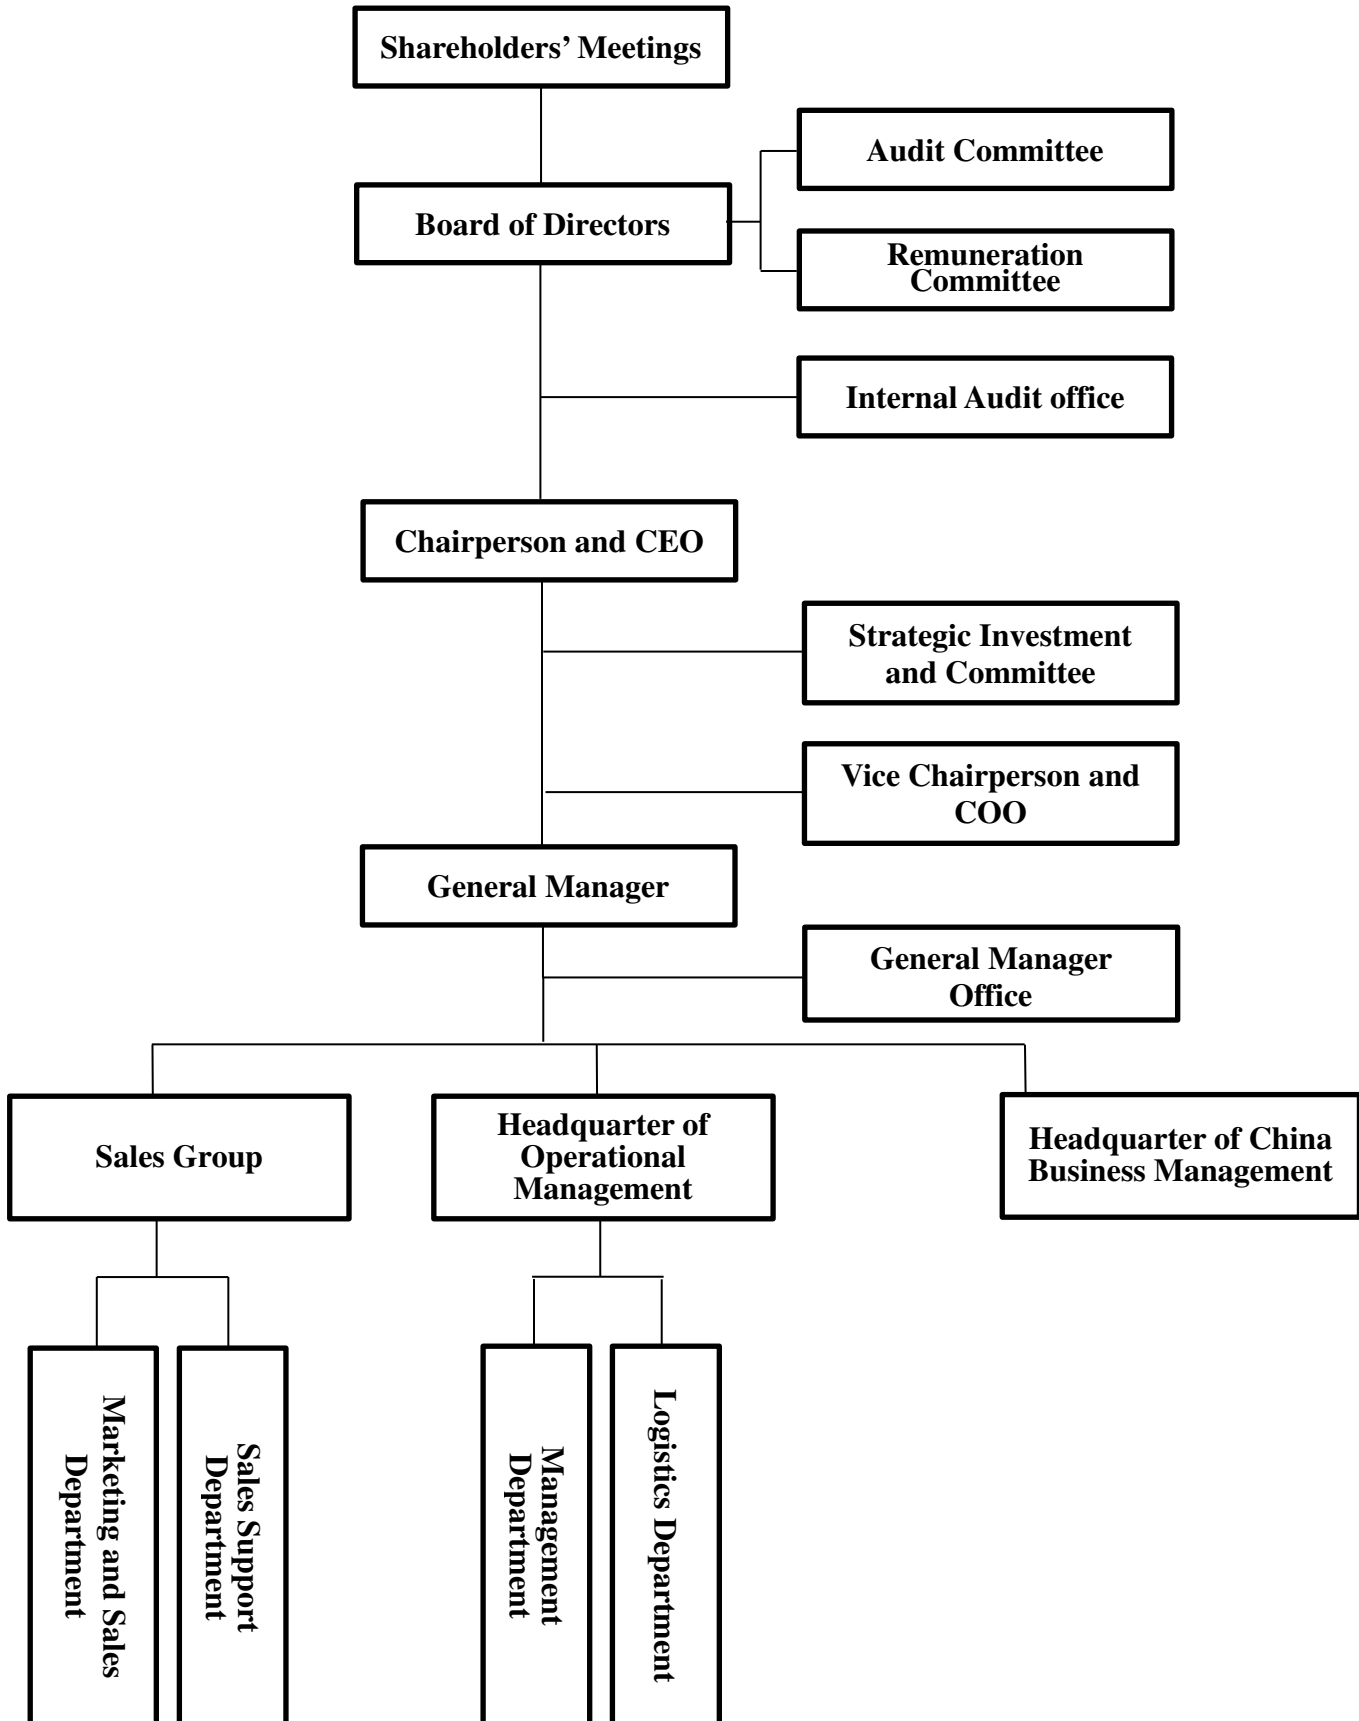 Shareholders’ Meetings
Audit Committee
Board of Directors
Remuneration
Committee
Internal Audit office
Chairperson and CEO
Strategic Investment
and Committee
Vice Chairperson and
COO
General Manager
General Manager
Office
Sales Group
Headquarter of
Operational
Management
Headquarter of China
Business Management
Marketing and Sales
Department
Sales Support
Department
Management
Department
Logistics Department